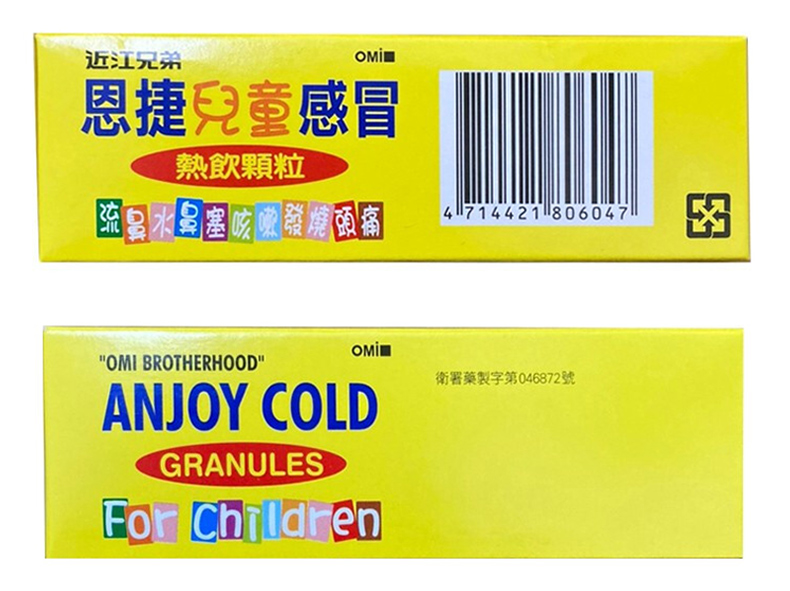 近江兄弟
OMi
恩捷兒童感冒
熱飲顆粒
流鼻水鼻塞咳嗽發燒頭痛
4 714421 806047
"OMI BROTHERHOOD"
OMi
ANJOY COLD
GRANULES
For Children
衛署藥製字第046872號